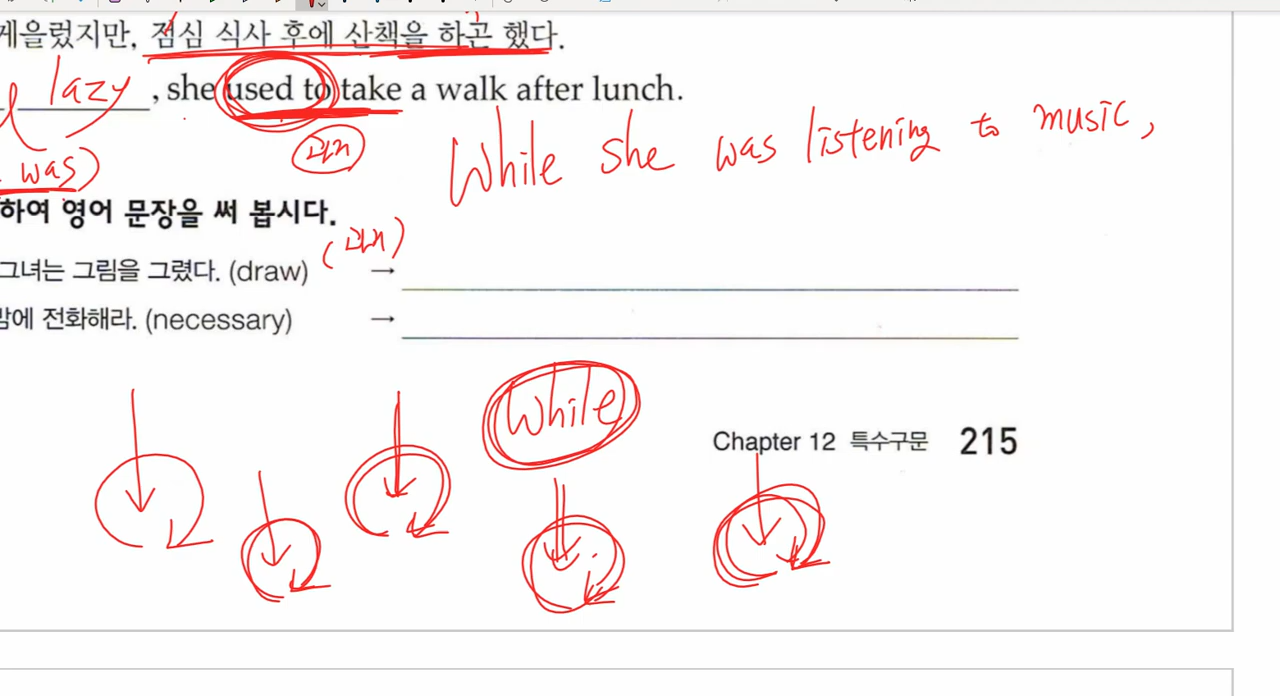 게을렀지만, 점심 식사 후에 산책을 하곤 했다.
lazy, she used to take a walk after lunch.
was)
(과거)
While she was listening to music,
하여 영어 문장을 써 봅시다.
(과거)
그녀는 그림을 그렸다. (draw) →
밤에 전화해라. (necessary) →
While
Chapter 12 특수구문 215